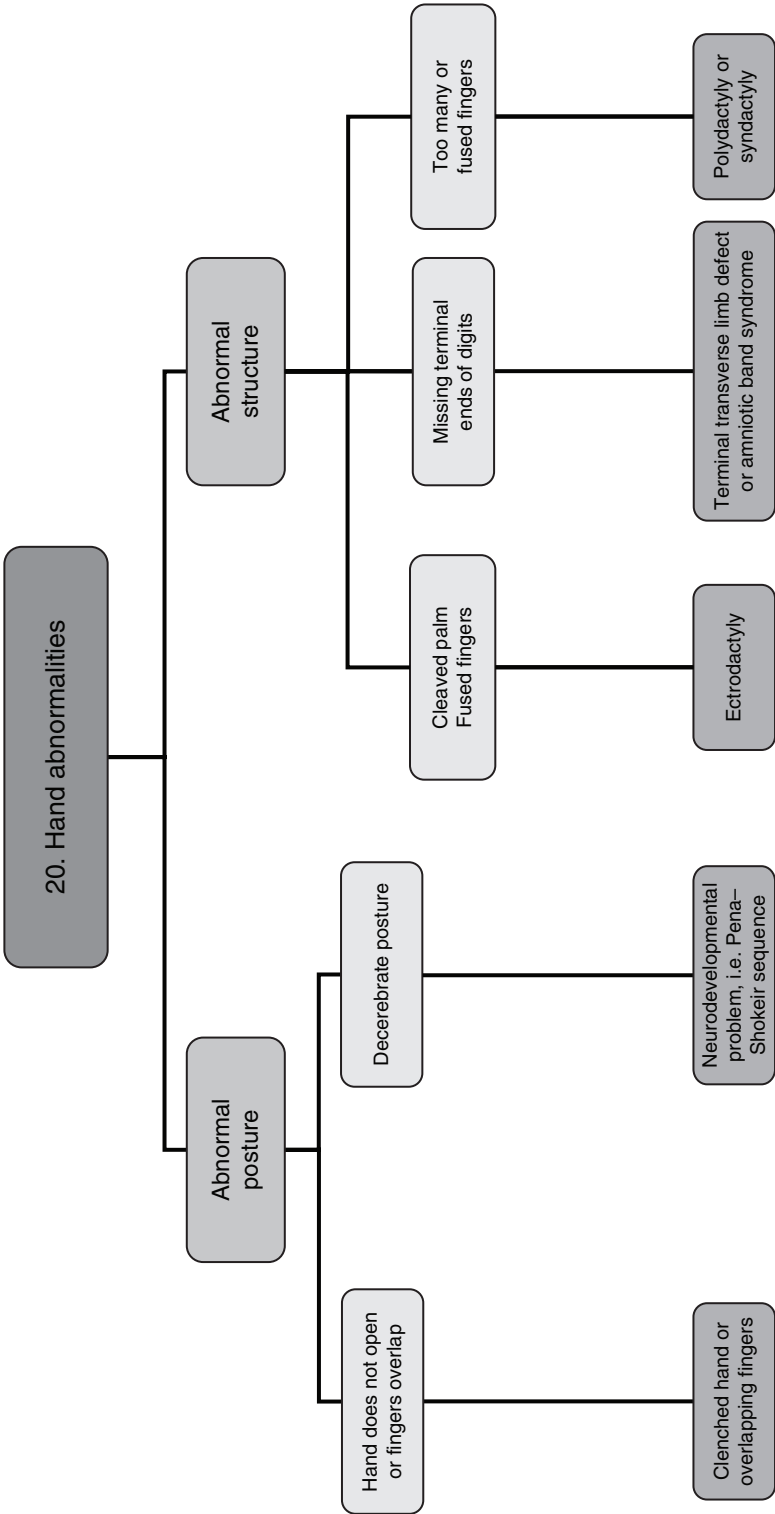 20. Hand abnormalities
Abnormal
posture
Abnormal
structure
Hand does not open
or fingers overlap
Decerebrate posture
Cleaved palm
Fused fingers
Missing terminal
ends of digits
Too many or
fused fingers
Clenched hand or
overlapping fingers
Neurodevelopmental
problem, i.e. Pena–
Shokeir sequence
Ectrodactyly
Terminal transverse limb defect
or amniotic band syndrome
Polydactyly or
syndactyly